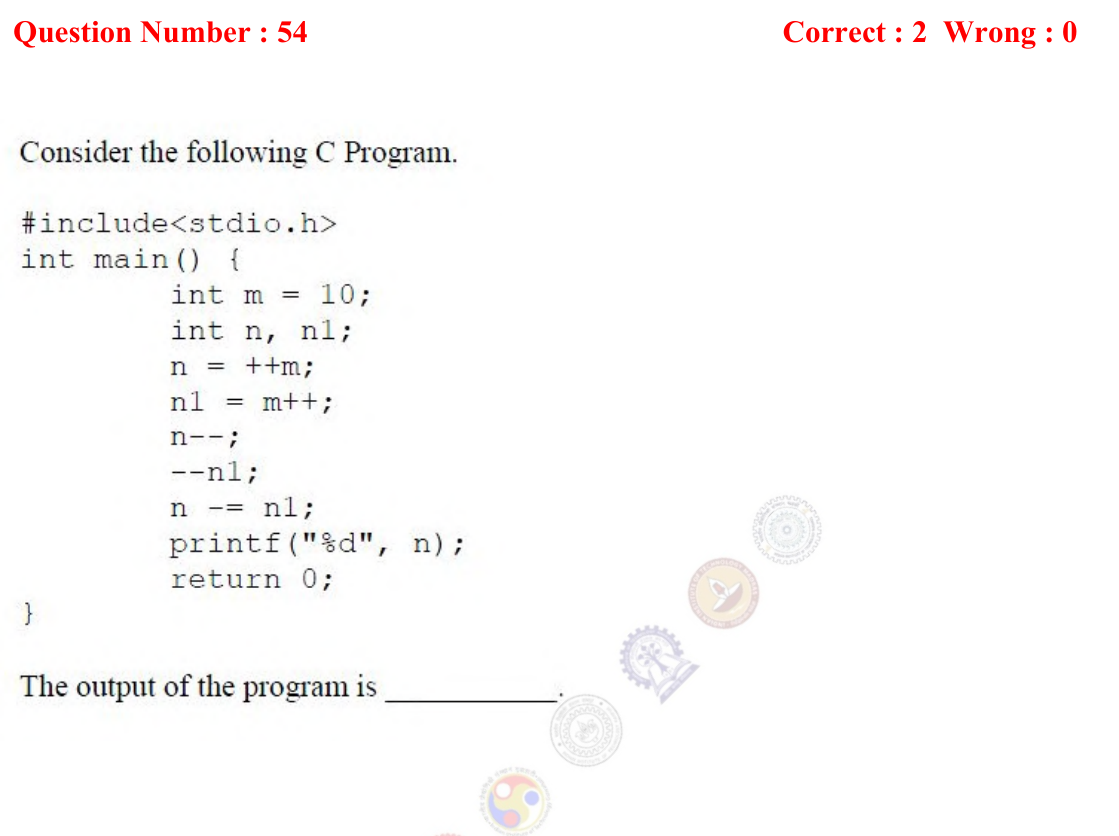 Question Number : 54 Correct : 2 Wrong : 0
Consider the following C Program.
#include<stdio.h>
int main() {
int m = 10;
int n, n1;
n = ++m;
n1 = m++;
n--;
--n1;
n -= n1;
printf("%d", n);
return 0;
}
The output of the program is ___________.